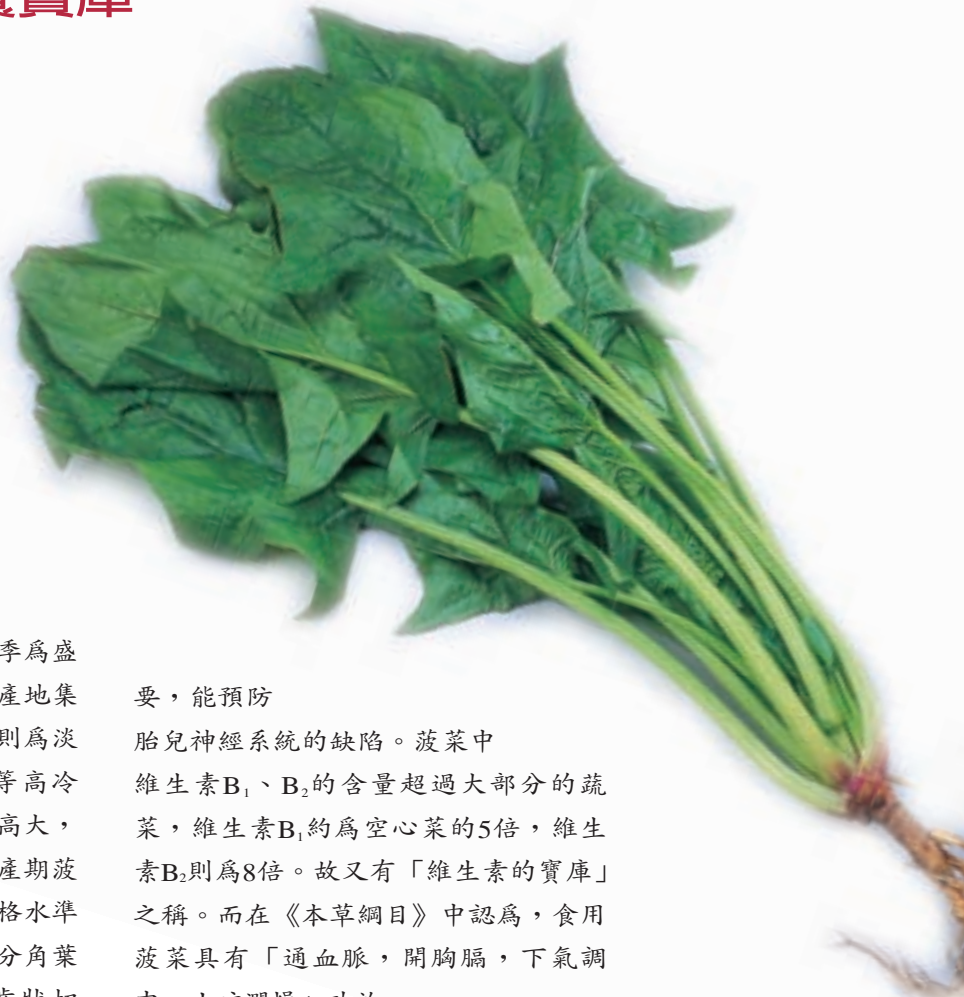 寶庫
季爲盛
產地集
則爲淡
等高冷
高大，
產期菠
格水準
分角葉
要，能預防
胎兒神經系統的缺陷。菠菜中
維生素B₁、B₂的含量超過大部分的蔬
菜，維生素B₁約爲空心菜的5倍，維生
素B₂則爲8倍。故又有「維生素的寶庫」
之稱。而在《本草綱目》中認爲，食用
菠菜具有「通血脈，開胸膈，下氣調